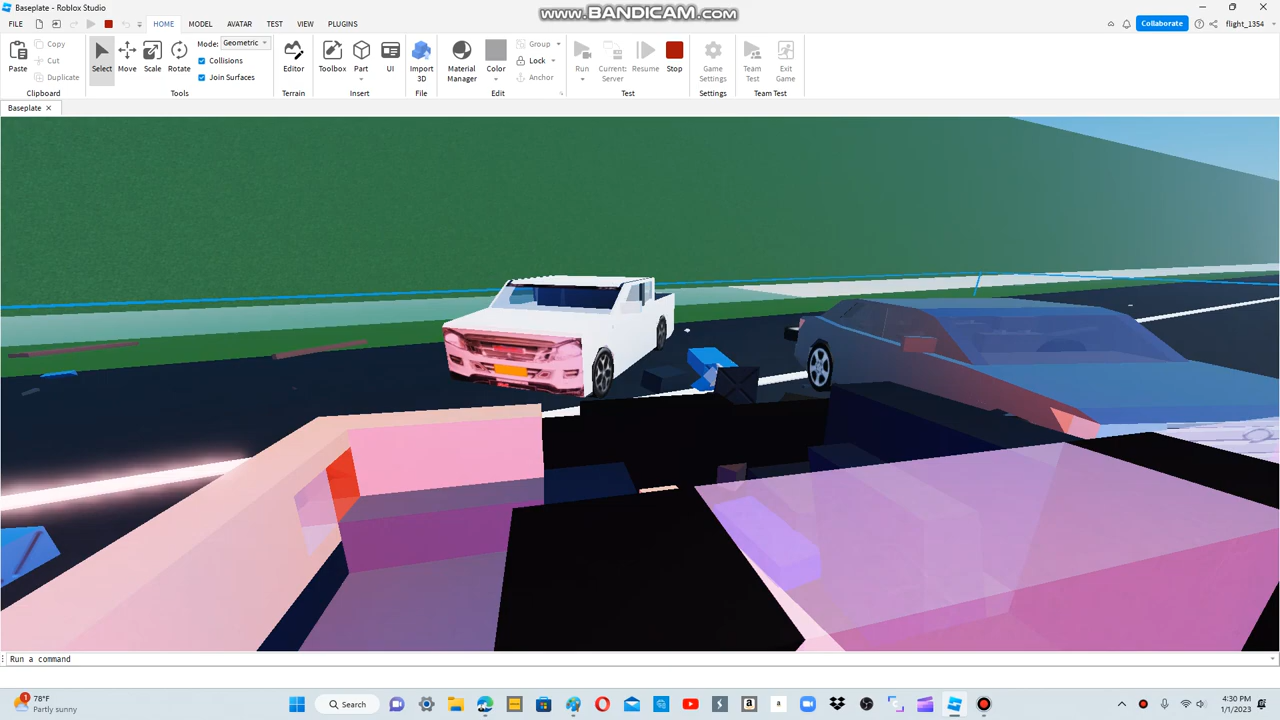 Baseplate - Roblox Studio
www.BANDICAM.com
FILE HOME MODEL AVATAR TEST VIEW PLUGINS
Collaborate flight_1354
Paste Copy Cut Duplicate
Clipboard
Select Move Scale Rotate
Mode: Geometric
Collisions
Join Surfaces
Tools
Editor
Terrain
Toolbox Part UI
Insert
Import 3D
File
Material Manager Color
Group
Lock
Anchor
Edit
Run Current: Server Resume Stop
Test
Game Settings
Settings
Team Test Exit Game
Team Test
Baseplate
Run a command
1
78°F
Partly sunny
Search
4:30 PM
1/1/2023